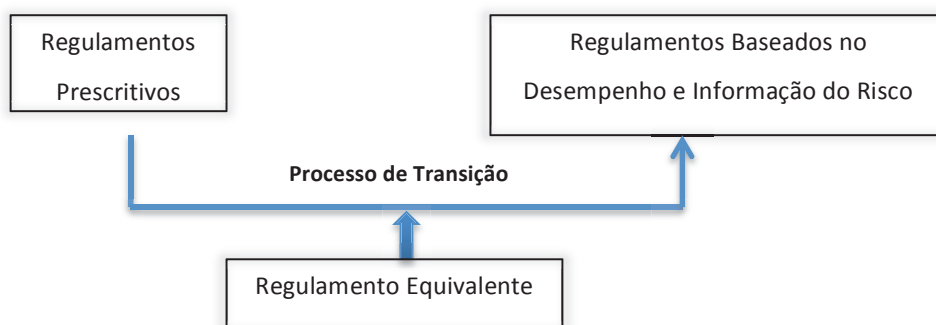 Regulamentos
Prescritivos
Regulamentos Baseados no
Desempenho e Informação do Risco
Processo de Transição
Regulamento Equivalente